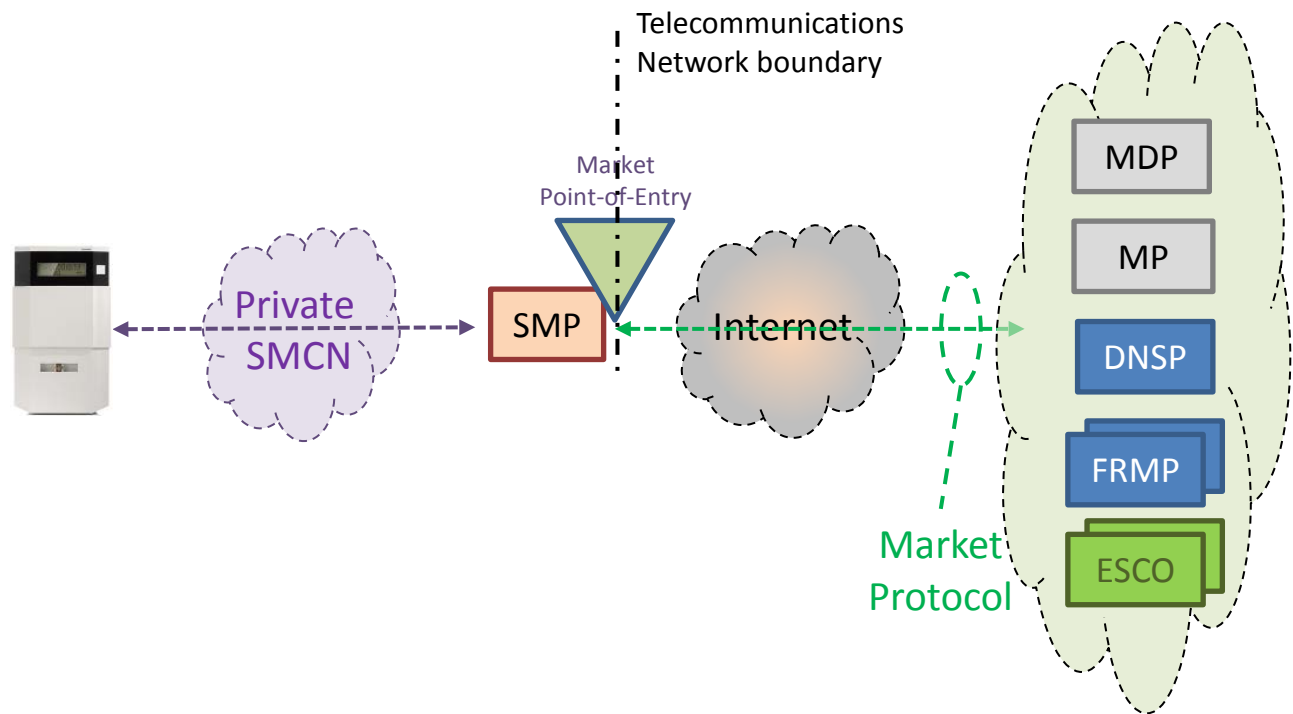 Telecommunications
Network boundary
Market
Point-of-Entry
Private
SMCN
SMP
Internet
MDP
MP
DNSP
FRMP
ESCO
Market
Protocol